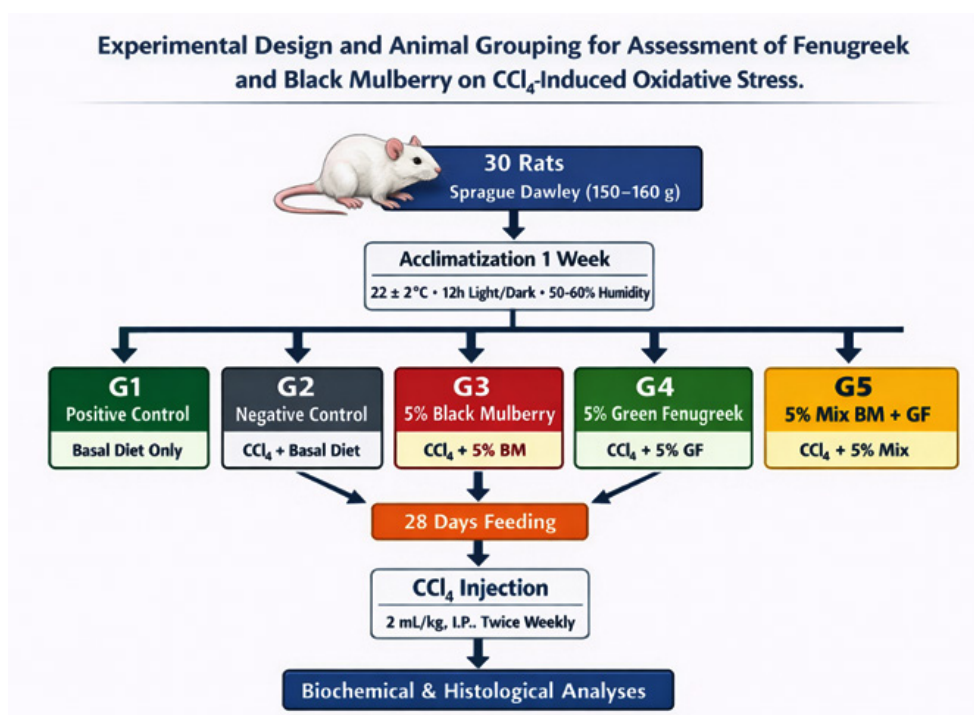 Experimental Design and Animal Grouping for Assessment of Fenugreek
and Black Mulberry on CCl₄-Induced Oxidative Stress.
30 Rats
Sprague Dawley (150–160 g)
Acclimatization 1 Week
22 ± 2°C • 12h Light/Dark • 50-60% Humidity
G1
Positive Control
Basal Diet Only
G2
Negative Control
CCl₄ + Basal Diet
G3
5% Black Mulberry
CCl₄ + 5% BM
G4
5% Green Fenugreek
CCl₄ + 5% GF
G5
5% Mix BM + GF
CCl₄ + 5% Mix
28 Days Feeding
CCl₄ Injection
2 mL/kg, I.P.. Twice Weekly
Biochemical & Histological Analyses